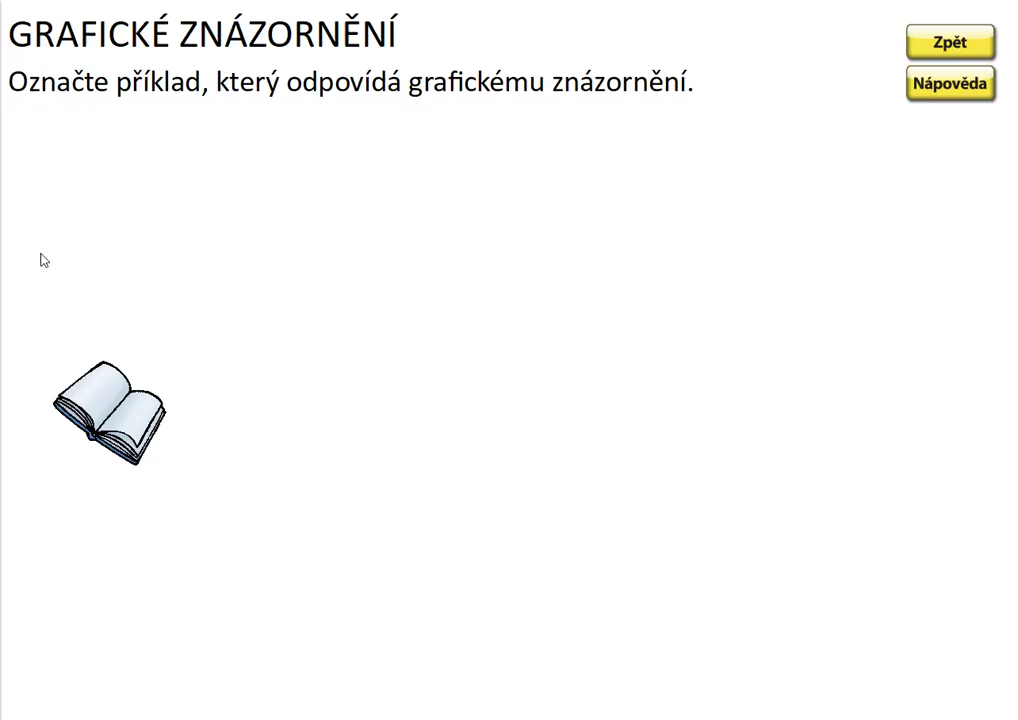 GRAFICKÉ ZNÁZORNĚNÍ
Označte příklad, který odpovídá grafickému znázornění.
Zpět
Nápověda